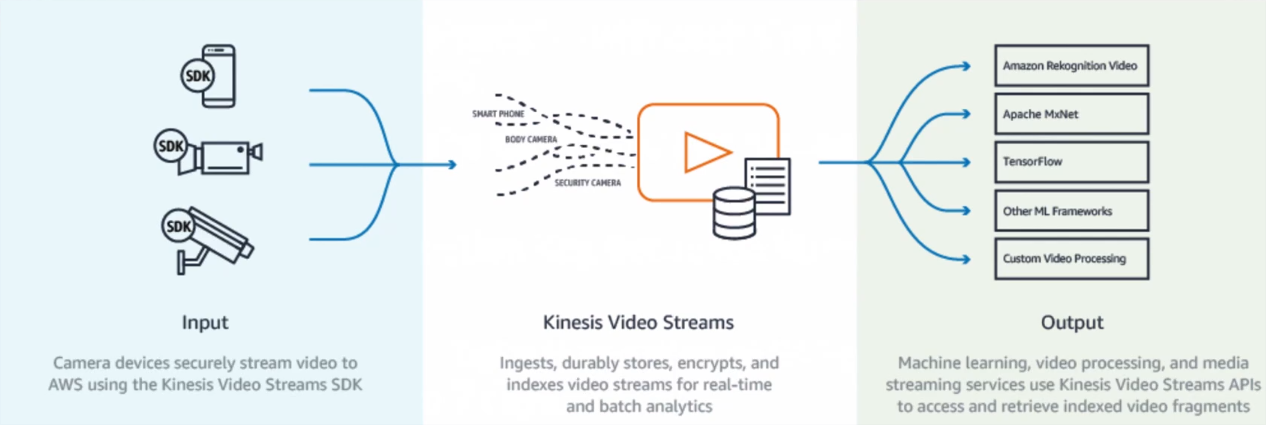 SDK
SDK
SDK
Input
Camera devices securely stream video to
AWS using the Kinesis Video Streams SDK
SMART PHONE
BODY CAMERA
SECURITY CAMERA
Kinesis Video Streams
Ingests, durably stores, encrypts, and
indexes video streams for real-time
and batch analytics
Amazon Rekognition Video
Apache MxNet
TensorFlow
Other ML Frameworks
Custom Video Processing
Output
Machine learning, video processing, and media
streaming services use Kinesis Video Streams APIs
to access and retrieve indexed video fragments